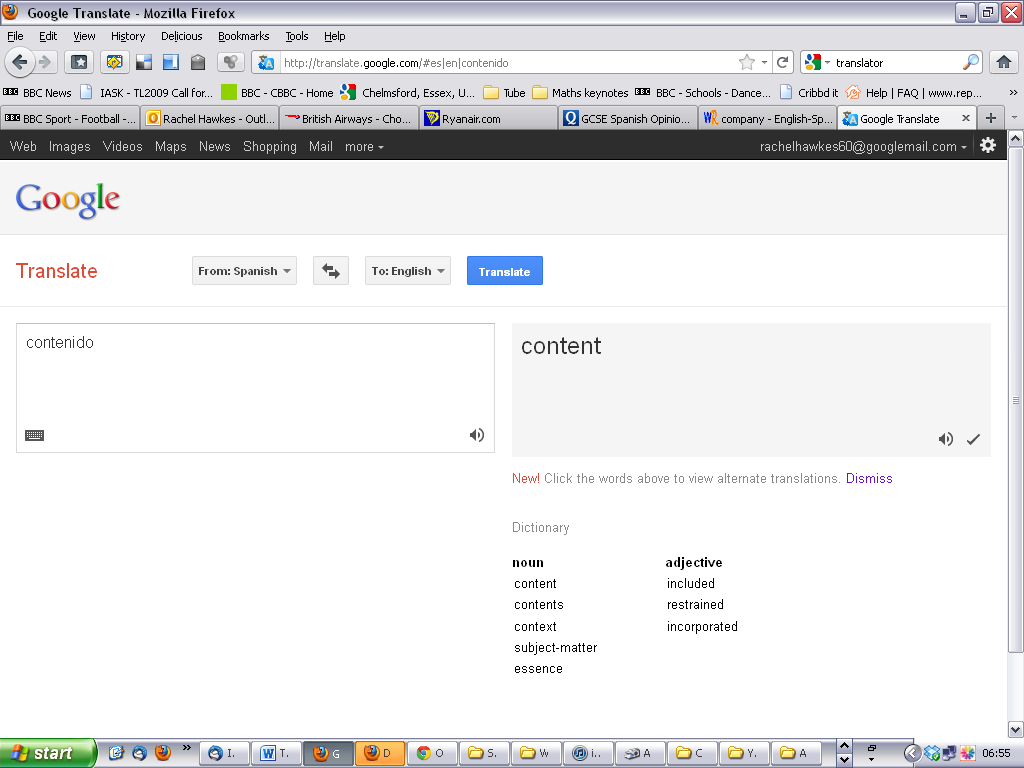 Google Translate - Mozilla Firefox
File Edit View History Delicious Bookmarks Tools Help
http://translate.google.com/#es|en|contenido translator
BBC News IASK - TL2009 Call for... BBC - CBBC - Home Chelmsford, Essex, U... Tube Maths keynotes BBC - Schools - Dance... Cribbd it Help | FAQ | www.rep... »
BBC Sport - Football -... Rachel Hawkes - Outl... British Airways - Cho... Ryanair.com GCSE Spanish Opinio... company - English-Sp... Google Translate
Web Images Videos Maps News Shopping Mail more rachelhawkes60@googlemail.com
Google
Translate From: Spanish To: English Translate
contenido content
New! Click the words above to view alternate translations. Dismiss
Dictionary
noun adjective
content included
contents restrained
context incorporated
subject-matter
essence
start » I. T. G D O S. W i.. A C Y. A 06:55